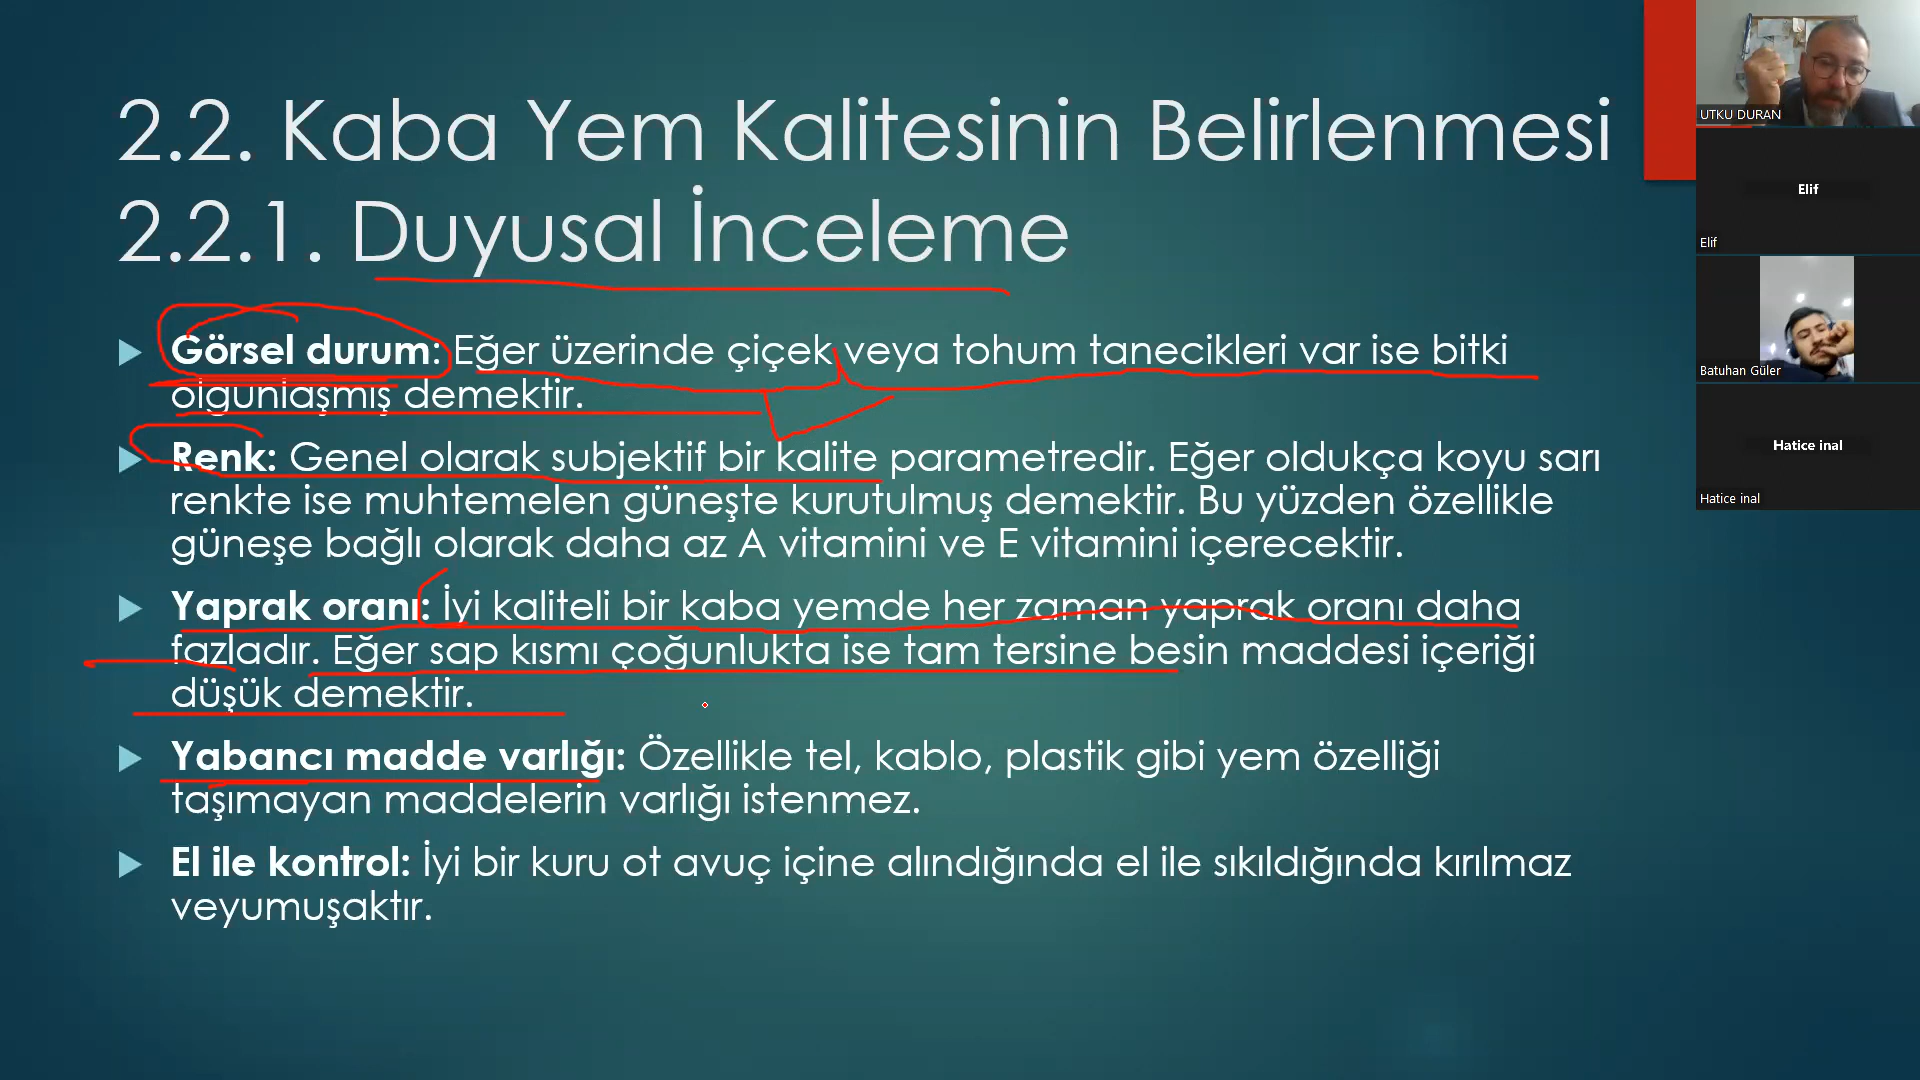 2.2. Kaba Yem Kalitesinin Belirlenmesi
2.2.1. Duyusal İnceleme
Görsel durum: Eğer üzerinde çiçek veya tohum tanecikleri var ise bitki
olgunlaşmış demektir.
Renk: Genel olarak subjektif bir kalite parametredir. Eğer oldukça koyu sarı
renkte ise muhtemelen güneşte kurutulmuş demektir. Bu yüzden özellikle
güneşe bağlı olarak daha az A vitamini ve E vitamini içerecektir.
Yaprak oranı: İyi kaliteli bir kaba yemde her zaman yaprak oranı daha
fazladır. Eğer sap kısmı çoğunlukta ise tam tersine besin maddesi içeriği
düşük demektir.
Yabancı madde varlığı: Özellikle tel, kablo, plastik gibi yem özelliği
taşımayan maddelerin varlığı istenmez.
El ile kontrol: İyi bir kuru ot avuç içine alındığında el ile sıkıldığında kırılmaz
veyumuşaktır.
UTKU DURAN
Elif
Elif
Batuhan Güler
Hatice inal
Hatice inal